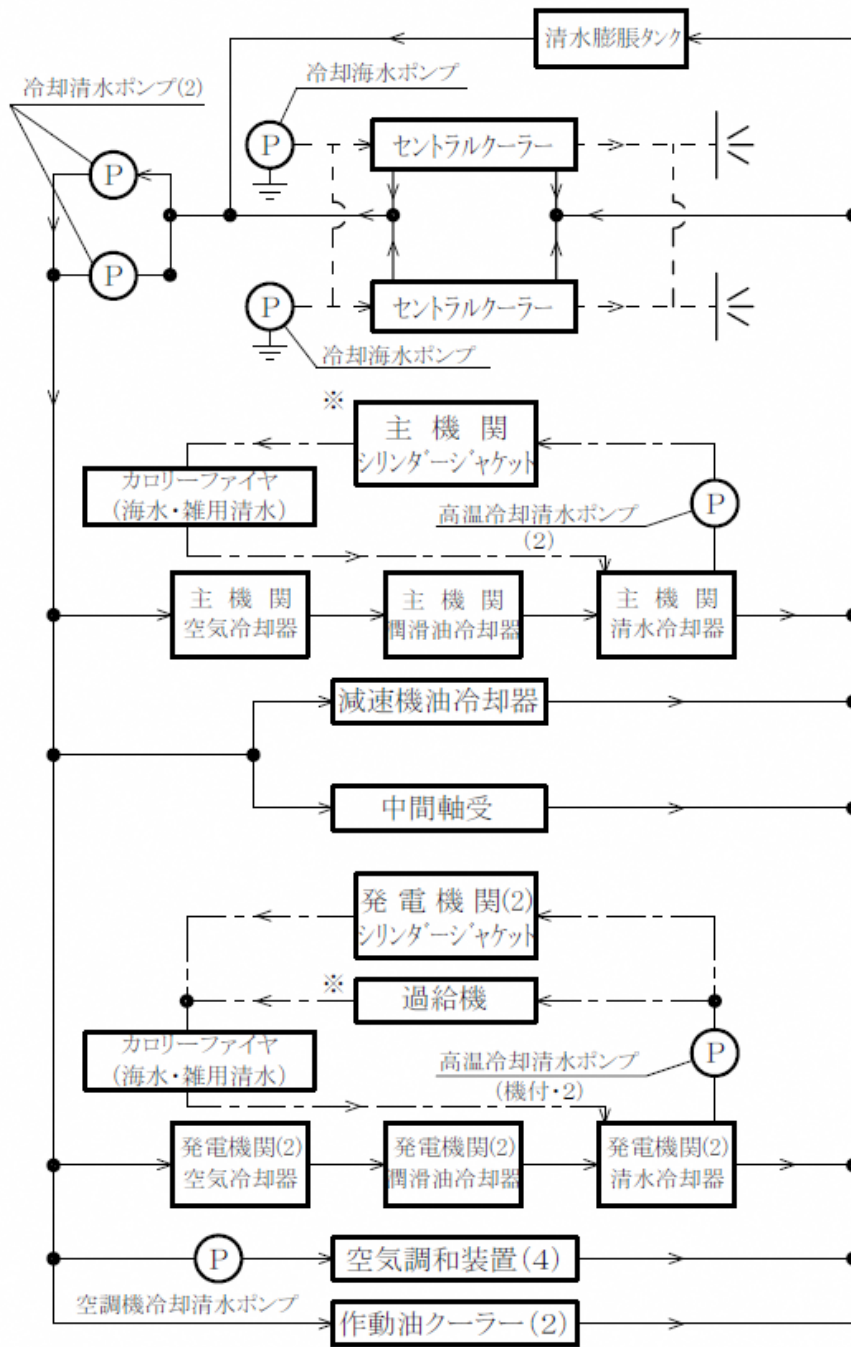 清水膨脹タンク
冷却清水ポンプ(2)
冷却海水ポンプ
P
セントラルクーラー
P
P
P
セントラルクーラー
冷却海水ポンプ
※
主機関
シリンダージャケット
カロリーファイヤ
(海水・雑用清水)
高温冷却清水ポンプ
(2)
P
主機関
空気冷却器
主機関
潤滑油冷却器
主機関
清水冷却器
減速機油冷却器
中間軸受
発電機関(2)
シリンダージャケット
※
過給機
カロリーファイヤ
(海水・雑用清水)
高温冷却清水ポンプ
(機付・2)
P
発電機関(2)
空気冷却器
発電機関(2)
潤滑油冷却器
発電機関(2)
清水冷却器
P
空気調和装置(4)
空調機冷却清水ポンプ
作動油クーラー(2)